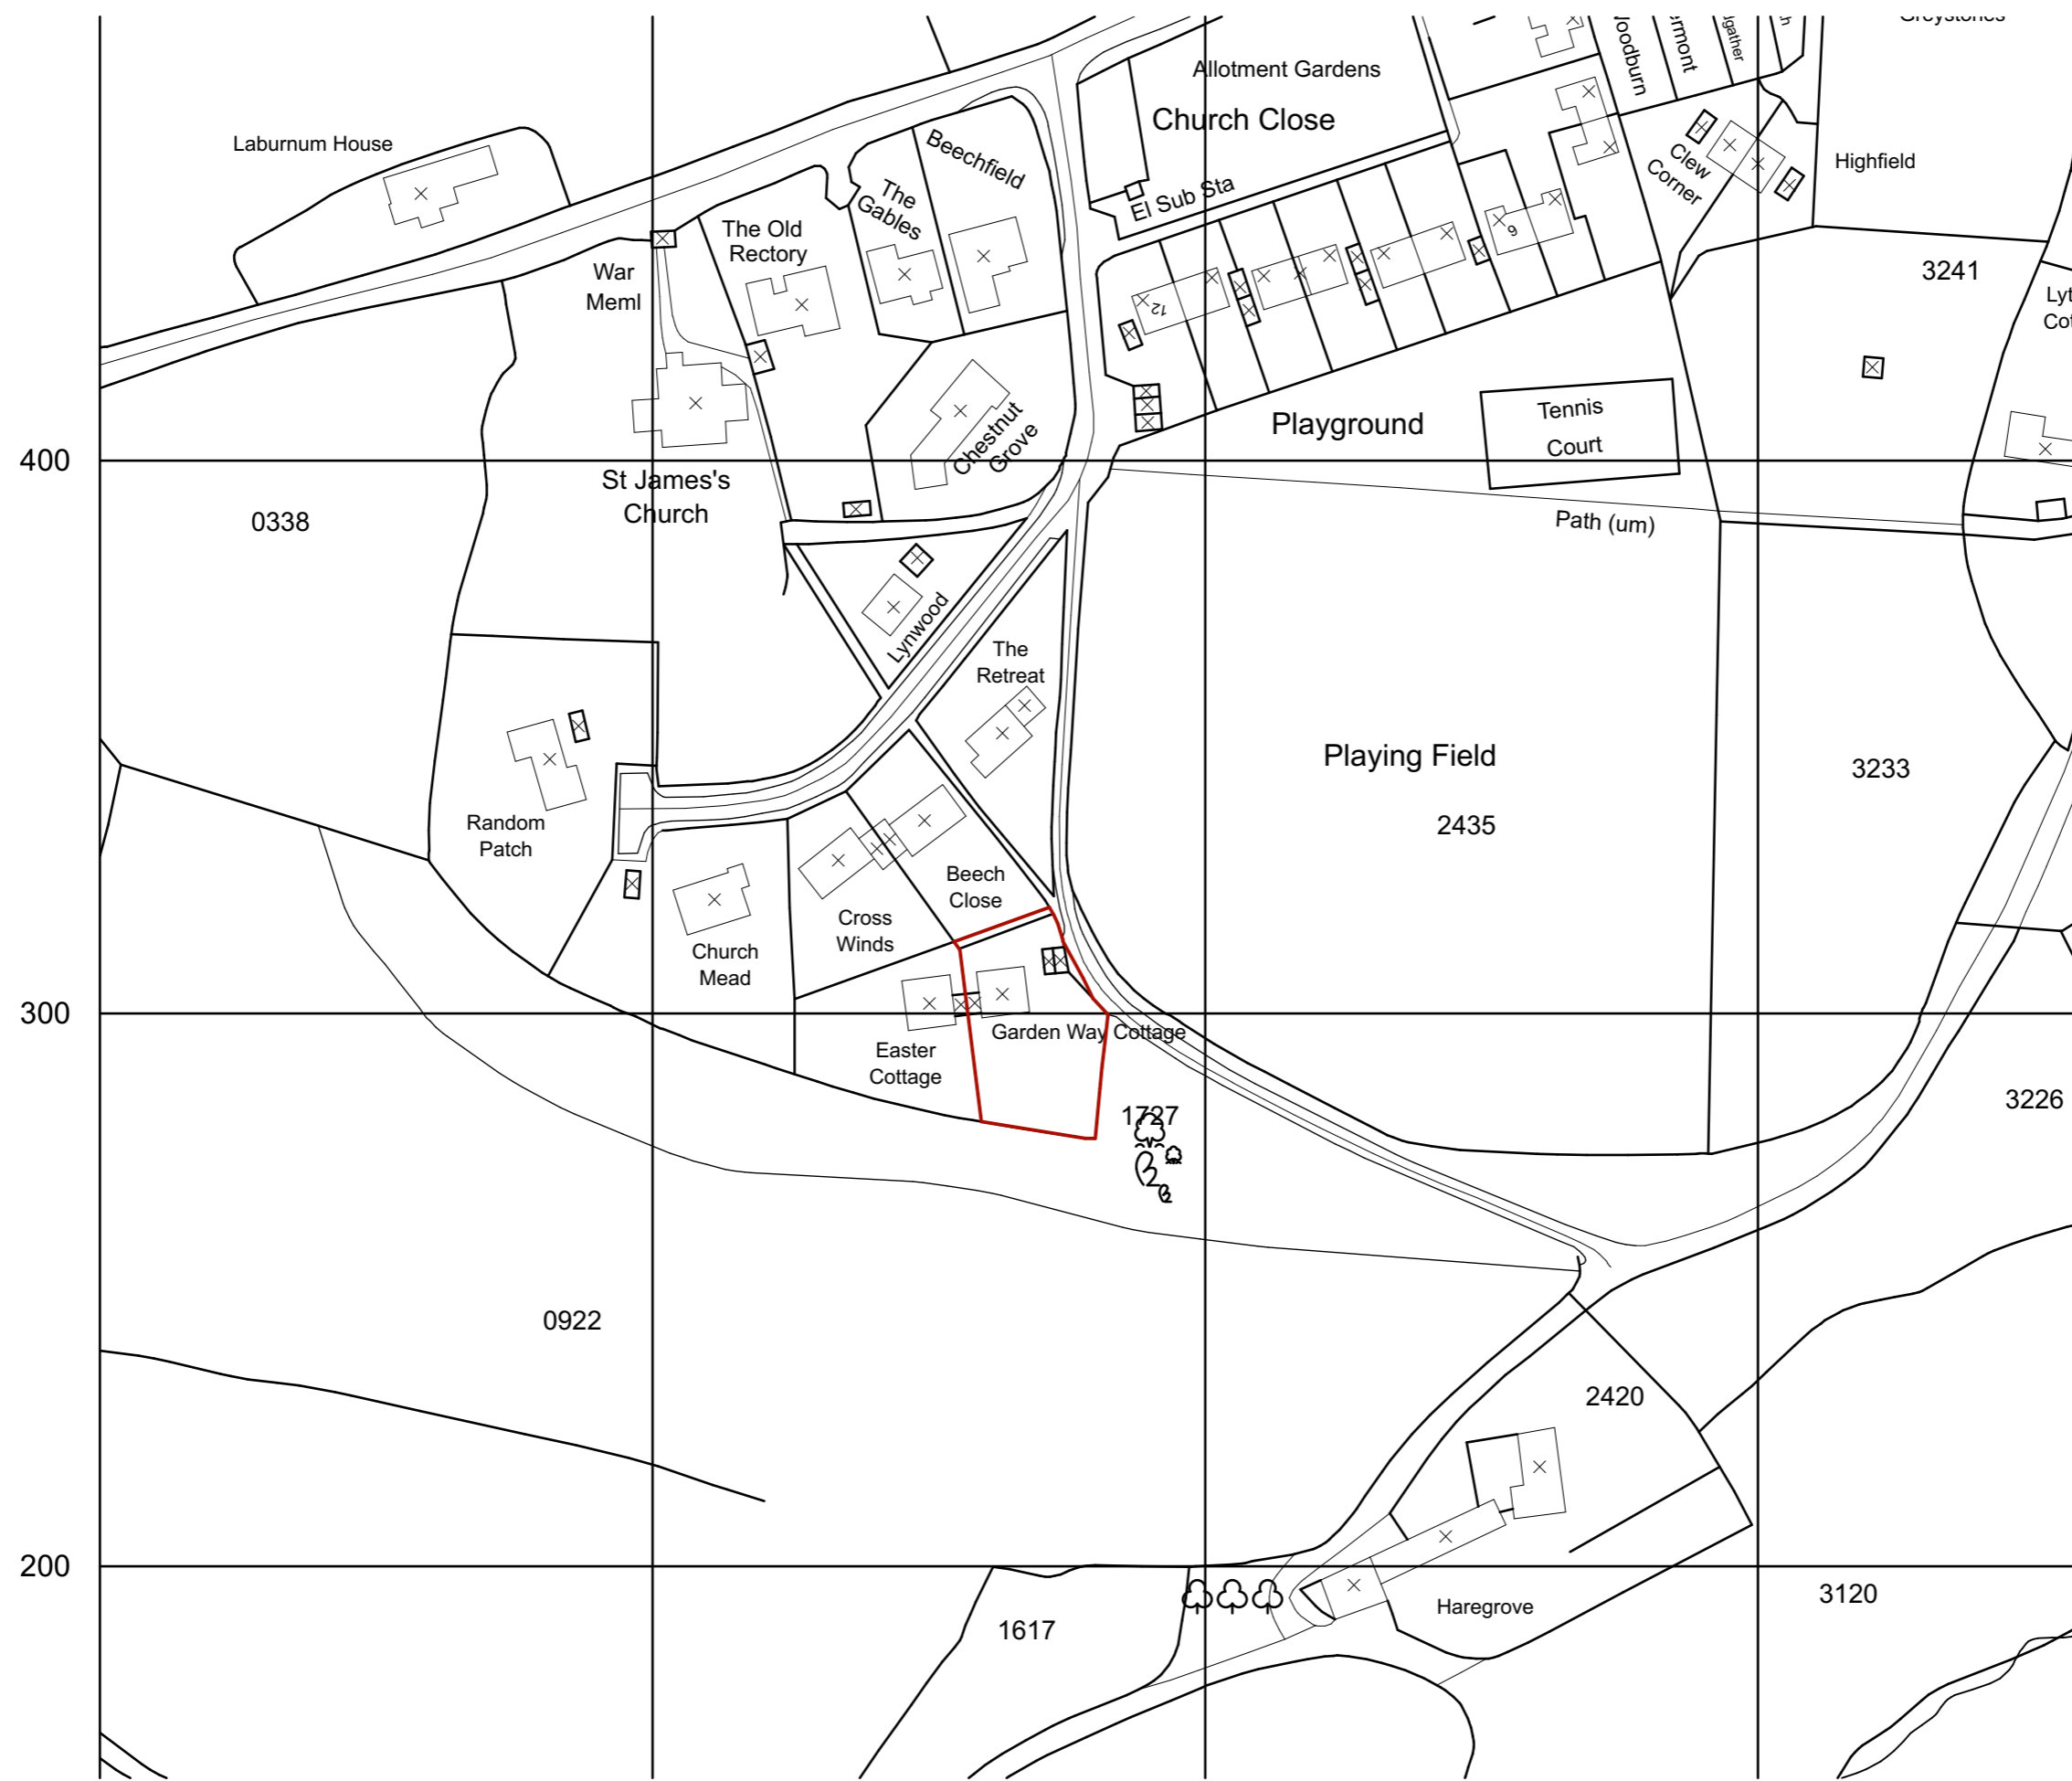 Greystones
Allotment Gardens
Church Close
Laburnum House
Beechfield
The
Gables
El Sub Sta
Woodburn
Clew
Corner
Highfield
The Old
Rectory
War
Meml
12
9
3241
Chestnut
Grove
Playground
Tennis
Court
400
St James's
Church
0338
Path (um)
Lynwood
The
Retreat
Playing Field
2435
3233
Random
Patch
Beech
Close
Cross
Winds
Church
Mead
300
Garden Way Cottage
Easter
Cottage
1727
3226
0922
2420
200
1617
Haregrove
3120